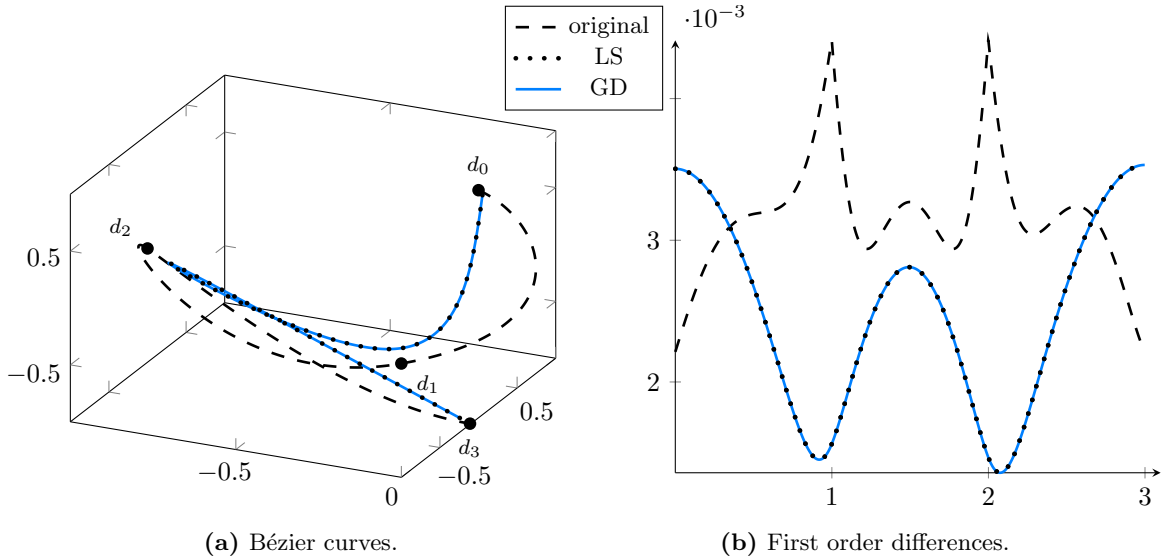 original
LS
GD
·10⁻³
d₀
d₂
d₁
d₃
0.5
−0.5
−0.5
0
−0.5
0.5
3
2
1
2
3
(a) Bézier curves.
(b) First order differences.